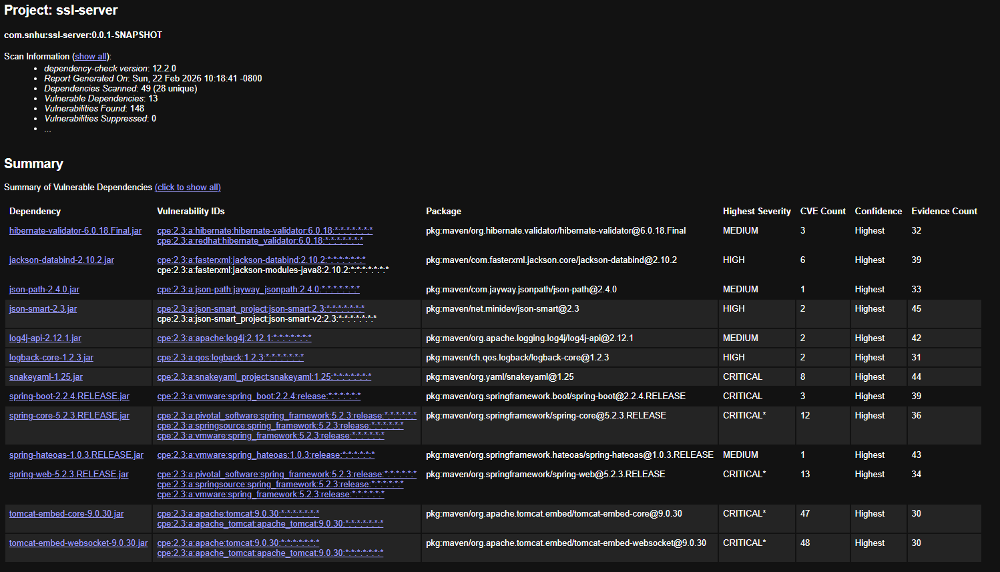 Project: ssl-server
com.snhu:ssl-server:0.0.1-SNAPSHOT
Scan Information (show all):
• dependency-check version: 12.2.0
• Report Generated On: Sun, 22 Feb 2026 10:18:41 -0800
• Dependencies Scanned: 49 (28 unique)
• Vulnerable Dependencies: 13
• Vulnerabilities Found: 148
• Vulnerabilities Suppressed: 0
• ...
Summary
Summary of Vulnerable Dependencies (click to show all)
Dependency Vulnerability IDs Package Highest Severity CVE Count Confidence Evidence Count
hibernate-validator-6.0.18.Final.jar cpe:2.3:a:hibernate:hibernate-validator:6.0.18:*:*:*:*:*:*:* pkg:maven/org.hibernate.validator/hibernate-validator@6.0.18.Final MEDIUM 3 Highest 32
cpe:2.3:a:redhat:hibernate_validator:6.0.18:*:*:*:*:*:*:*
jackson-databind-2.10.2.jar cpe:2.3:a:fasterxml:jackson-databind:2.10.2:*:*:*:*:*:*:* pkg:maven/com.fasterxml.jackson.core/jackson-databind@2.10.2 HIGH 6 Highest 39
cpe:2.3:a:fasterxml:jackson-modules-java8:2.10.2:*:*:*:*:*:*:*
json-path-2.4.0.jar cpe:2.3:a:json-path:jayway_jsonpath:2.4.0:*:*:*:*:*:*:* pkg:maven/com.jayway.jsonpath/json-path@2.4.0 MEDIUM 1 Highest 33
json-smart-2.3.jar cpe:2.3:a:json-smart_project:json-smart:2.3:*:*:*:*:*:*:* pkg:maven/net.minidev/json-smart@2.3 HIGH 2 Highest 45
cpe:2.3:a:json-smart_project:json-smart-v2:2.3:*:*:*:*:*:*:*
log4j-api-2.12.1.jar cpe:2.3:a:apache:log4j:2.12.1:*:*:*:*:*:*:* pkg:maven/org.apache.logging.log4j/log4j-api@2.12.1 MEDIUM 2 Highest 42
logback-core-1.2.3.jar cpe:2.3:a:qos:logback:1.2.3:*:*:*:*:*:*:* pkg:maven/ch.qos.logback/logback-core@1.2.3 HIGH 2 Highest 31
snakeyaml-1.25.jar cpe:2.3:a:snakeyaml_project:snakeyaml:1.25:*:*:*:*:*:*:* pkg:maven/org.yaml/snakeyaml@1.25 CRITICAL 8 Highest 44
spring-boot-2.2.4.RELEASE.jar cpe:2.3:a:vmware:spring_boot:2.2.4:release:*:*:*:*:*:* pkg:maven/org.springframework.boot/spring-boot@2.2.4.RELEASE CRITICAL 3 Highest 39
spring-core-5.2.3.RELEASE.jar cpe:2.3:a:pivotal_software:spring_framework:5.2.3:release:*:*:*:*:*:* pkg:maven/org.springframework/spring-core@5.2.3.RELEASE CRITICAL* 12 Highest 36
cpe:2.3:a:springsource:spring_framework:5.2.3:release:*:*:*:*:*:*
cpe:2.3:a:vmware:spring_framework:5.2.3:release:*:*:*:*:*:*
spring-hateoas-1.0.3.RELEASE.jar cpe:2.3:a:vmware:spring_hateoas:1.0.3:release:*:*:*:*:*:* pkg:maven/org.springframework.hateoas/spring-hateoas@1.0.3.RELEASE MEDIUM 1 Highest 43
spring-web-5.2.3.RELEASE.jar cpe:2.3:a:pivotal_software:spring_framework:5.2.3:release:*:*:*:*:*:* pkg:maven/org.springframework/spring-web@5.2.3.RELEASE CRITICAL* 13 Highest 34
cpe:2.3:a:springsource:spring_framework:5.2.3:release:*:*:*:*:*:*
cpe:2.3:a:vmware:spring_framework:5.2.3:release:*:*:*:*:*:*
tomcat-embed-core-9.0.30.jar cpe:2.3:a:apache:tomcat:9.0.30:*:*:*:*:*:*:* pkg:maven/org.apache.tomcat.embed/tomcat-embed-core@9.0.30 CRITICAL* 47 Highest 30
cpe:2.3:a:apache_tomcat:apache_tomcat:9.0.30:*:*:*:*:*:*:*
tomcat-embed-websocket-9.0.30.jar cpe:2.3:a:apache:tomcat:9.0.30:*:*:*:*:*:*:* pkg:maven/org.apache.tomcat.embed/tomcat-embed-websocket@9.0.30 CRITICAL* 48 Highest 30
cpe:2.3:a:apache_tomcat:apache_tomcat:9.0.30:*:*:*:*:*:*:*